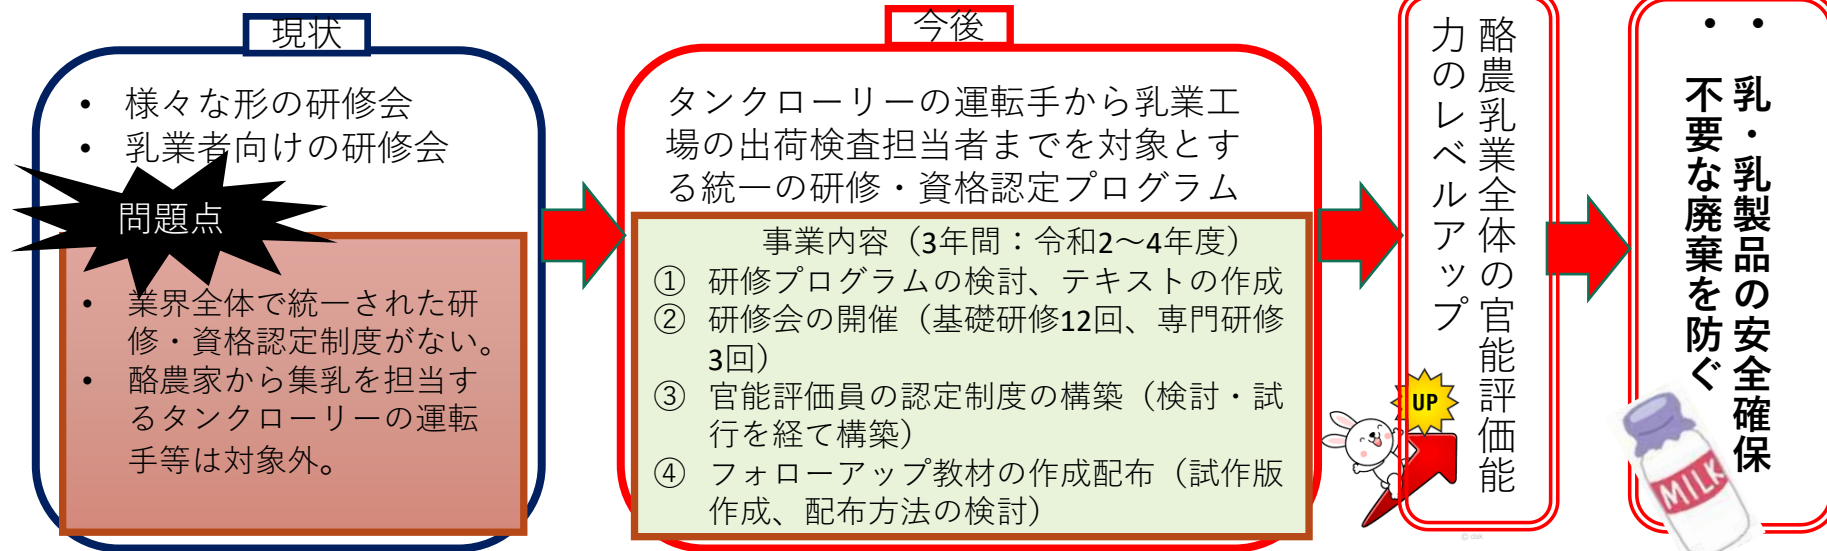 現状
• 様々な形の研修会
• 乳業者向けの研修会
問題点
• 業界全体で統一された研
修・資格認定制度がない。
• 酪農家から集乳を担当す
るタンクローリーの運転
手等は対象外。
今後
タンクローリーの運転手から乳業工
場の出荷検査担当者までを対象とす
る統一の研修・資格認定プログラム
事業内容（3年間：令和2～4年度）
① 研修プログラムの検討、テキストの作成
② 研修会の開催（基礎研修12回、専門研修
3回）
③ 官能評価員の認定制度の構築（検討・試
行を経て構築）
④ フォローアップ教材の作成配布（試作版
作成、配布方法の検討）
酪農乳業全体の官能評価能
力のレベルアップ
UP
• 乳・乳製品の安全確保
• 不要な廃棄を防ぐ
MILK